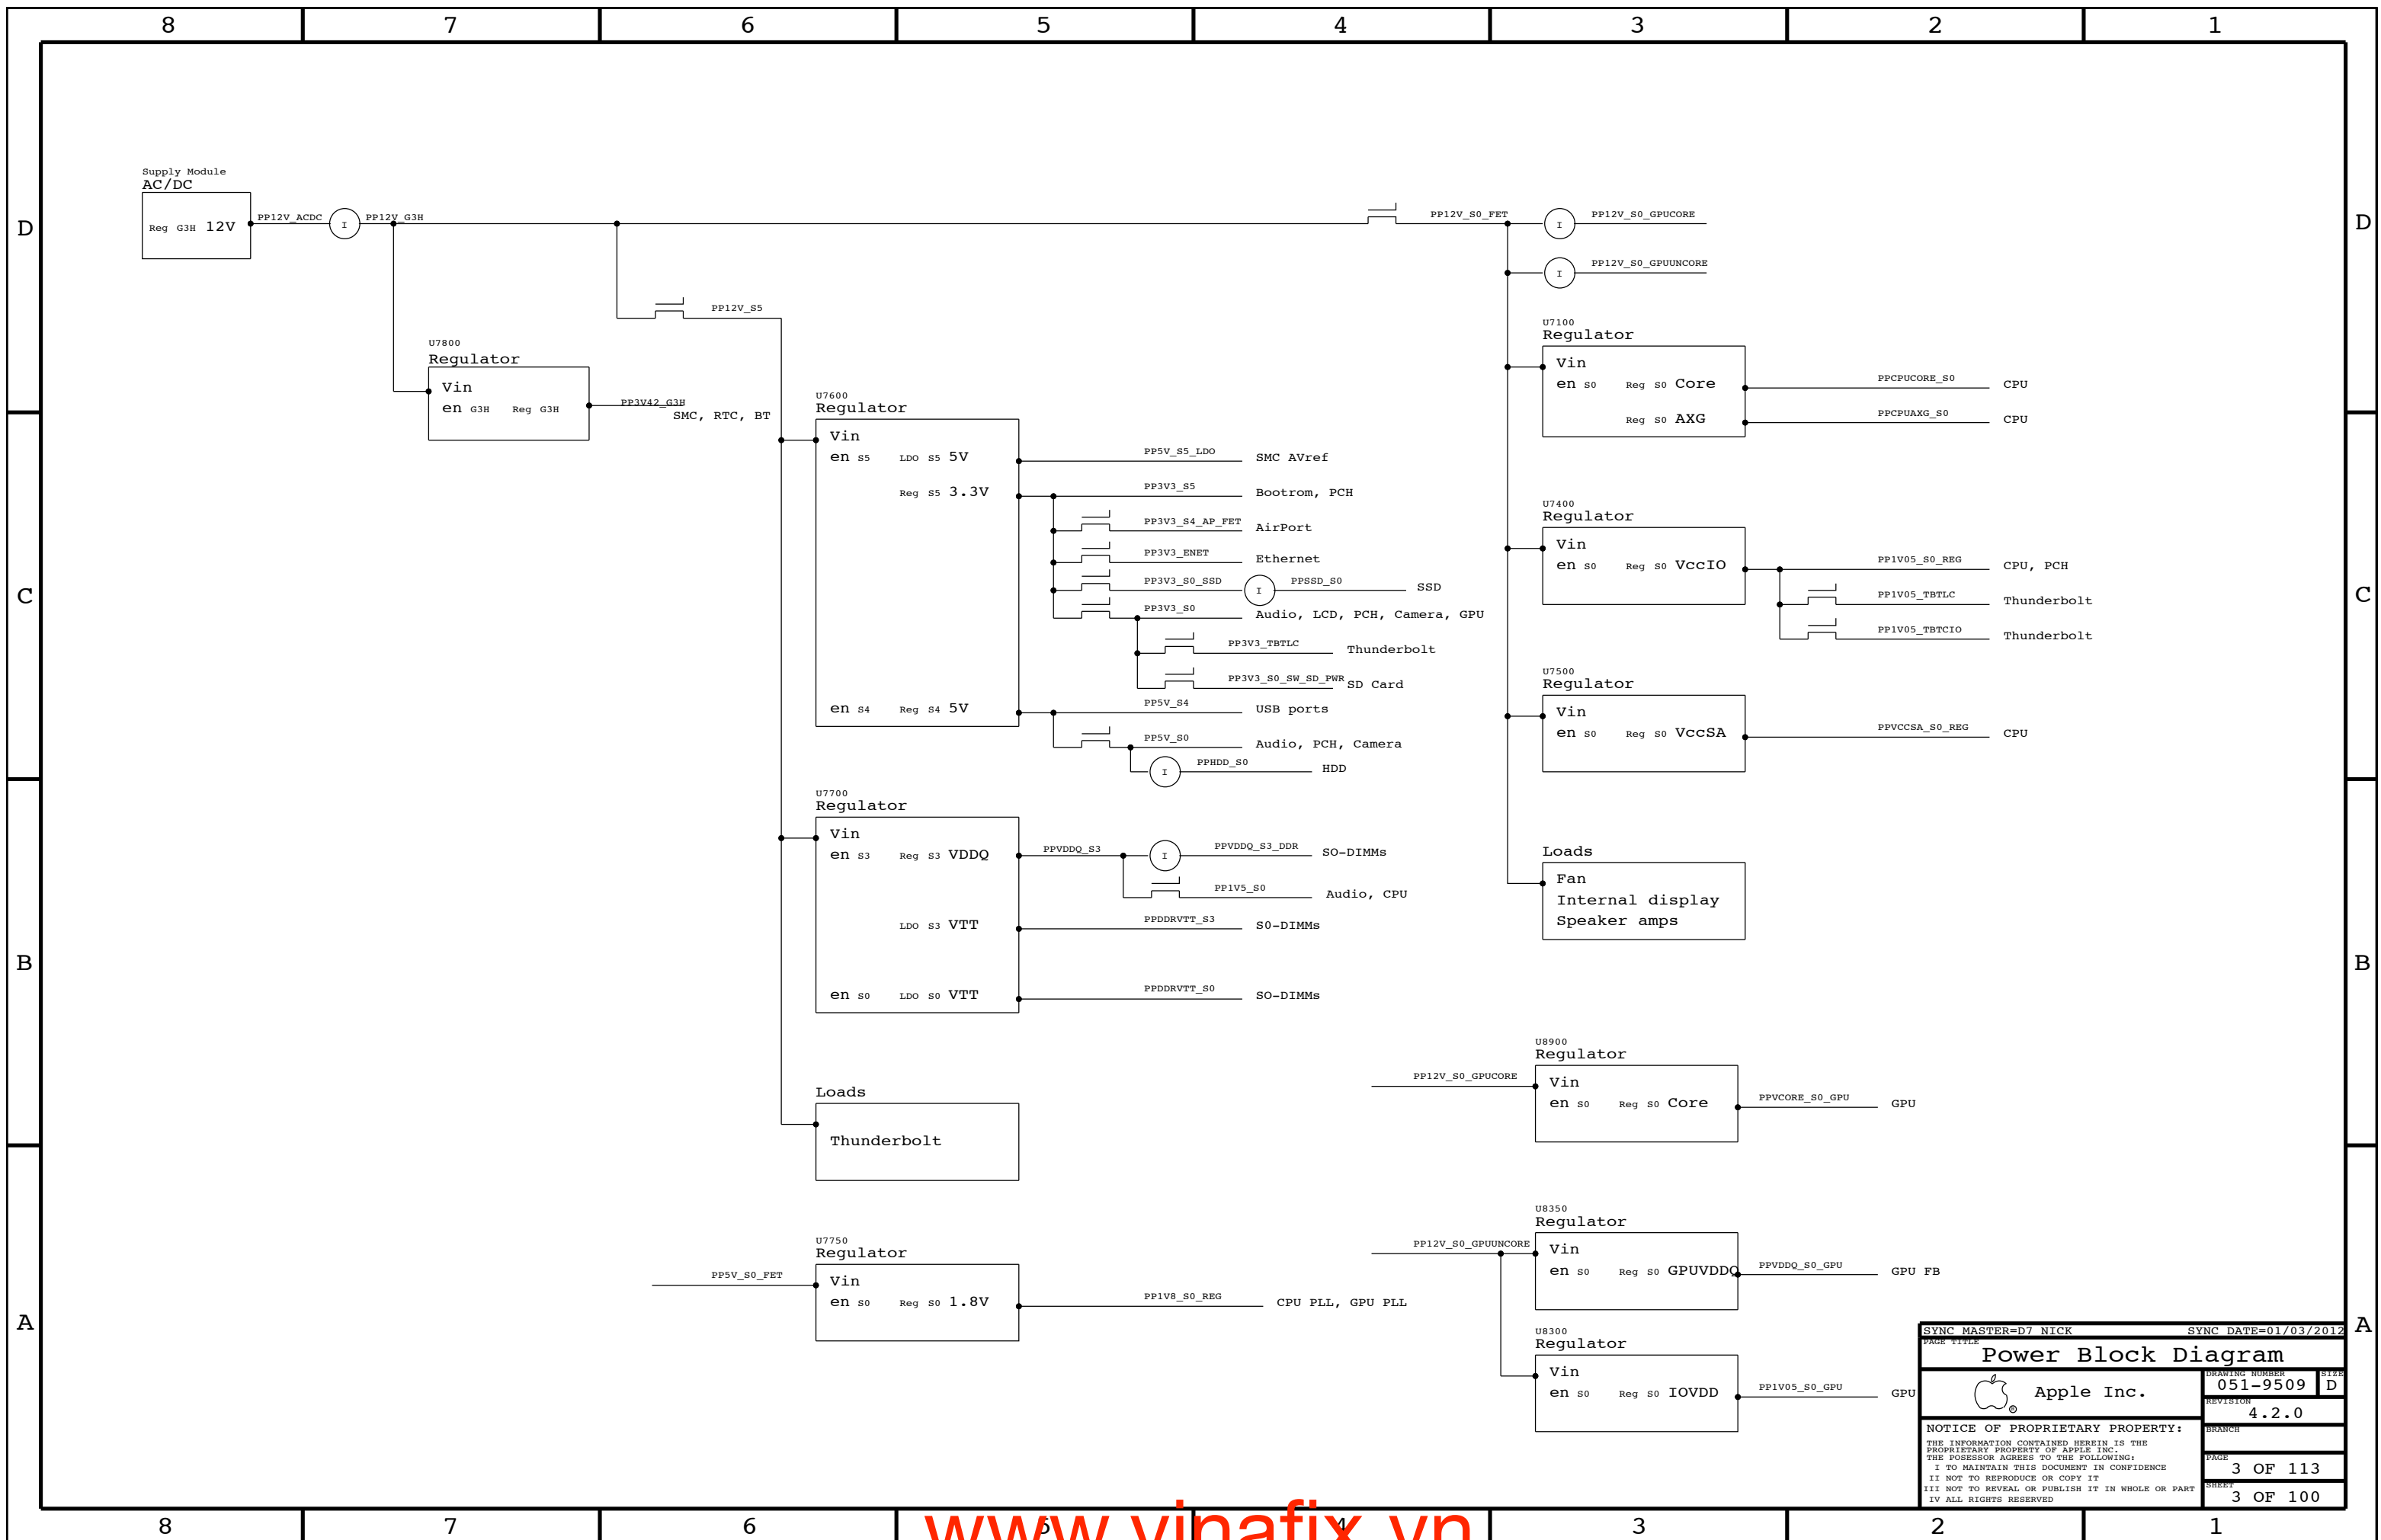 8 7 6 5 4 3 2 1
D
C
B
A
D
C
B
A
Supply Module
AC/DC
Reg G3H 12V
PP12V_ACDC
I
PP12V_G3H
PP12V_S5
U7800
Regulator
Vin
en G3H Reg G3H
PP3V42_G3H
SMC, RTC, BT
U7600
Regulator
Vin
en S5 LDO S5 5V
PP5V_S5_LDO
SMC AVref
Reg S5 3.3V
PP3V3_S5
Bootrom, PCH
PP3V3_S4_AP_FET
AirPort
PP3V3_ENET
Ethernet
PP3V3_S0_SSD
I
PPSSD_S0
SSD
PP3V3_S0
Audio, LCD, PCH, Camera, GPU
PP3V3_TBTLC
Thunderbolt
PP3V3_S0_SW_SD_PWR
SD Card
en S4 Reg S4 5V
PP5V_S4
USB ports
PP5V_S0
Audio, PCH, Camera
I
PPHDD_S0
HDD
U7700
Regulator
Vin
en S3 Reg S3 VDDQ
PPVDDQ_S3
I
PPVDDQ_S3_DDR
SO-DIMMs
PP1V5_S0
Audio, CPU
LDO S3 VTT
PPDDRVTT_S3
S0-DIMMs
en S0 LDO S0 VTT
PPDDRVTT_S0
SO-DIMMs
Loads
Thunderbolt
U7750
Regulator
PP5V_S0_FET
Vin
en S0 Reg S0 1.8V
PP1V8_S0_REG
CPU PLL, GPU PLL
PP12V_S0_FET
I
PP12V_S0_GPUCORE
I
PP12V_S0_GPUUNCORE
U7100
Regulator
Vin
en S0 Reg S0 Core
PPCPUCORE_S0
CPU
Reg S0 AXG
PPCPUAXG_S0
CPU
U7400
Regulator
Vin
en S0 Reg S0 VccIO
PP1V05_S0_REG
CPU, PCH
PP1V05_TBTLC
Thunderbolt
PP1V05_TBTCIO
Thunderbolt
U7500
Regulator
Vin
en S0 Reg S0 VccSA
PPVCCSA_S0_REG
CPU
Loads
Fan
Internal display
Speaker amps
U8900
Regulator
PP12V_S0_GPUCORE
Vin
en S0 Reg S0 Core
PPVCORE_S0_GPU
GPU
U8350
Regulator
PP12V_S0_GPUUNCORE
Vin
en S0 Reg S0 GPUVDDQ
PPVDDQ_S0_GPU
GPU FB
U8300
Regulator
Vin
en S0 Reg S0 IOVDD
PP1V05_S0_GPU
GPU
SYNC MASTER=D7 NICK SYNC DATE=01/03/2012
PAGE TITLE
Power Block Diagram
Apple Inc.
®
DRAWING NUMBER
051-9509
SIZE
D
REVISION
4.2.0
BRANCH
PAGE
3 OF 113
SHEET
3 OF 100
NOTICE OF PROPRIETARY PROPERTY:
THE INFORMATION CONTAINED HEREIN IS THE
PROPRIETARY PROPERTY OF APPLE INC.
THE POSESSOR AGREES TO THE FOLLOWING:
I TO MAINTAIN THIS DOCUMENT IN CONFIDENCE
II NOT TO REPRODUCE OR COPY IT
III NOT TO REVEAL OR PUBLISH IT IN WHOLE OR PART
IV ALL RIGHTS RESERVED
8 7 6 5 4 3 2 1
www.vinafix.vn